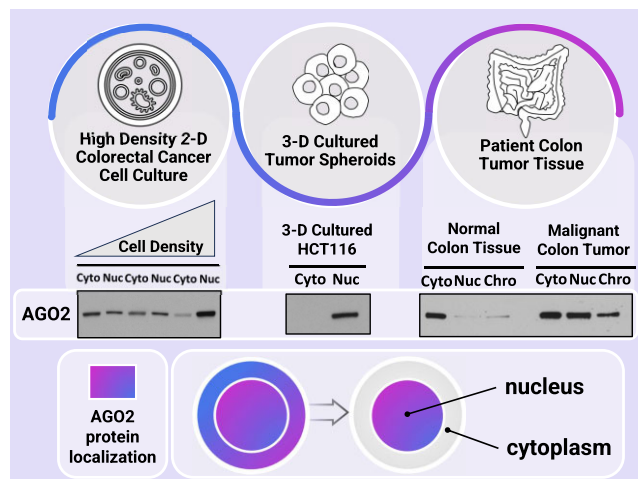 High Density 2-D
Colorectal Cancer
Cell Culture
3-D Cultured
Tumor Spheroids
Patient Colon
Tumor Tissue
Cell Density
Cyto Nuc Cyto Nuc Cyto Nuc
3-D Cultured
HCT116
Cyto Nuc
Normal
Colon Tissue
Malignant
Colon Tumor
Cyto Nuc Chro
Cyto Nuc Chro
AGO2
AGO2
protein
localization
nucleus
cytoplasm